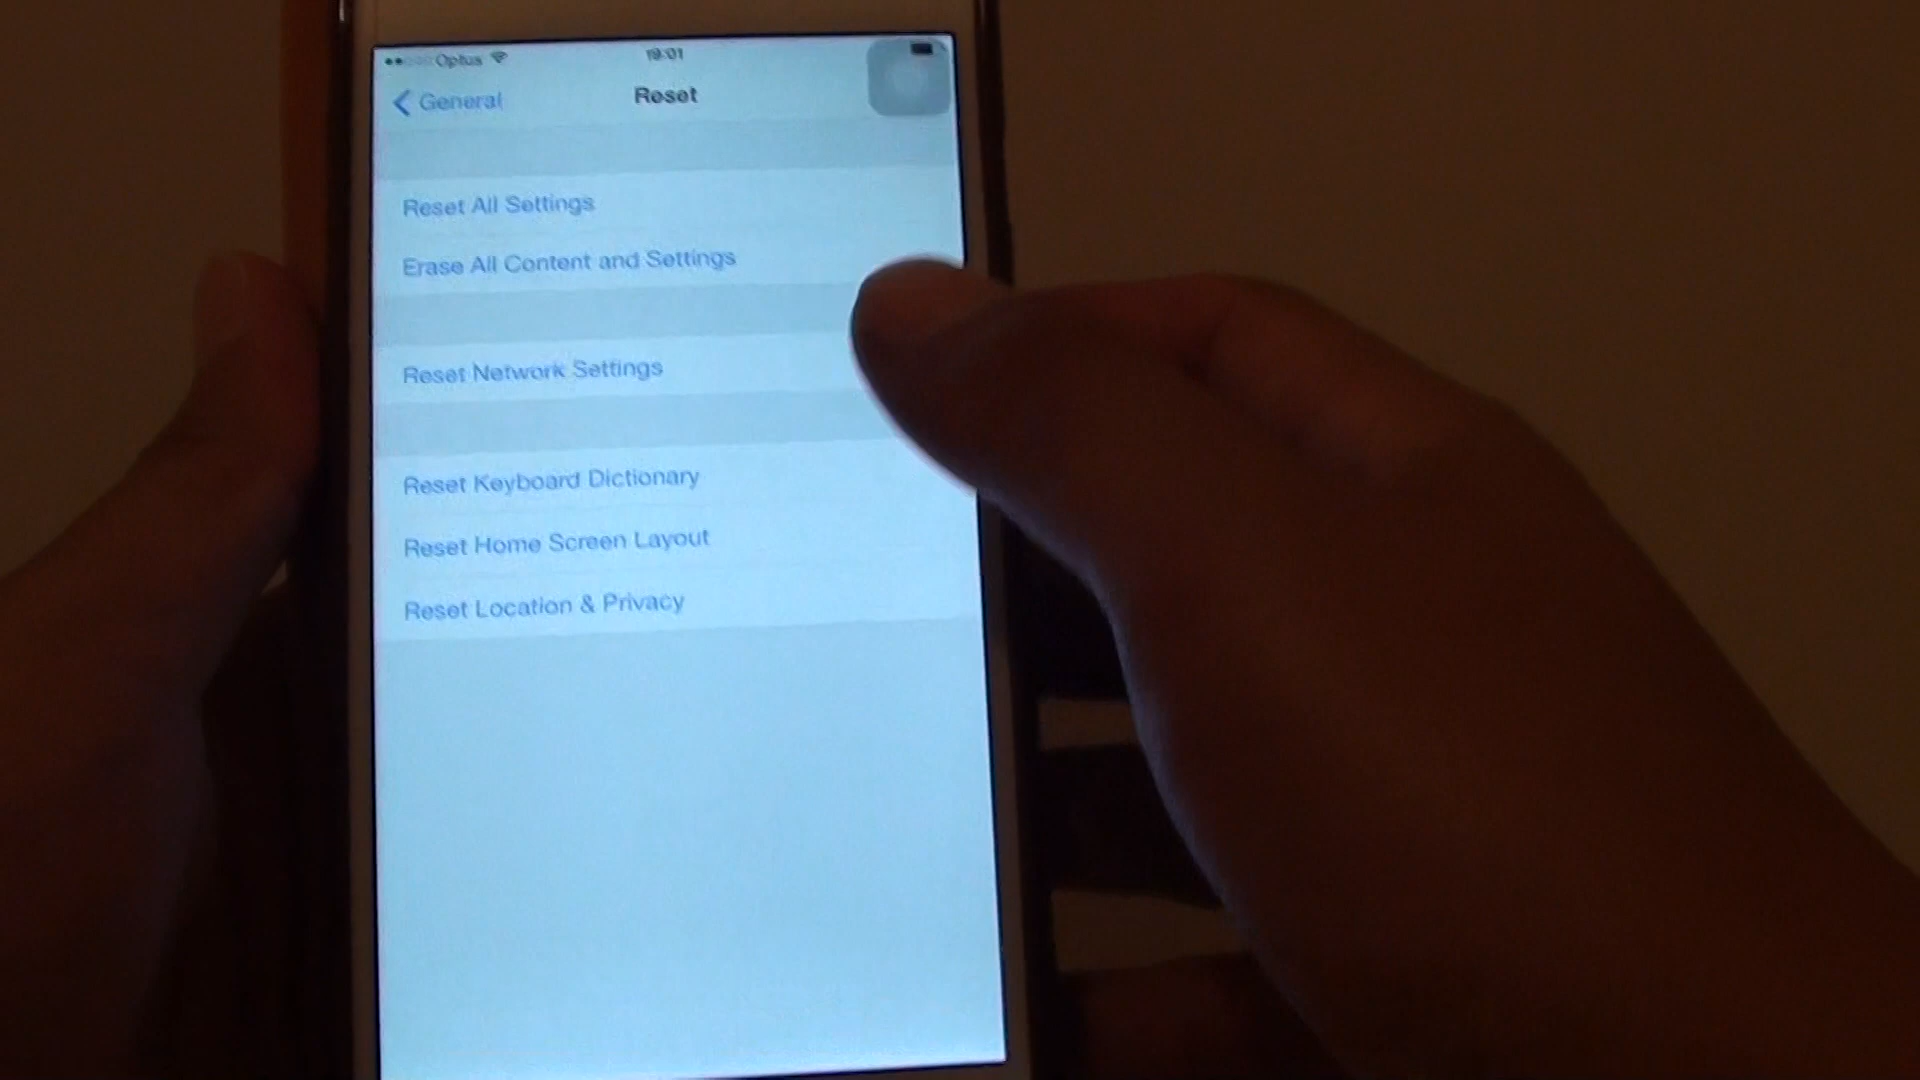 Optus 19:01
General Reset
Reset All Settings
Erase All Content and Settings
Reset Network Settings
Reset Keyboard Dictionary
Reset Home Screen Layout
Reset Location & Privacy